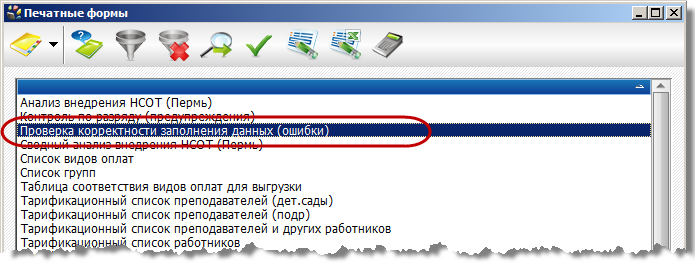 Печатные формы
Анализ внедрения НСОТ (Пермь)
Контроль по разряду (предупреждения)
Проверка корректности заполнения данных (ошибки)
Сводный анализ внедрения НСОТ (Пермь)
Список видов оплат
Список групп
Таблица соответствия видов оплат для выгрузки
Тарификационный список преподавателей (дет.сады)
Тарификационный список преподавателей (подр)
Тарификационный список преподавателей и других работников
Тарификационный список работников